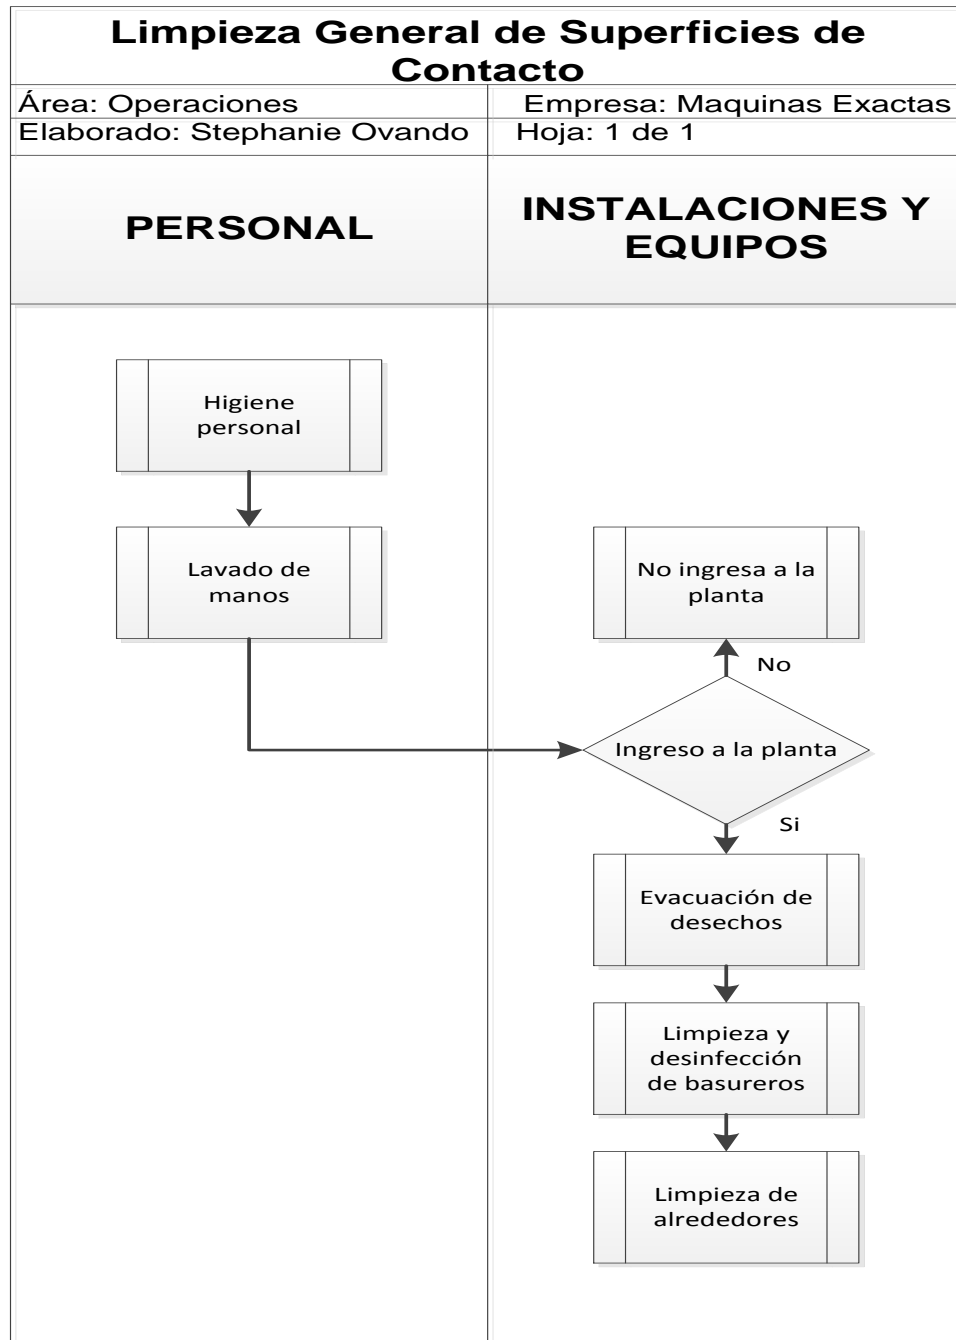 Limpieza General de Superficies de
Contacto
Área: Operaciones
Empresa: Maquinas Exactas
Elaborado: Stephanie Ovando
Hoja: 1 de 1
PERSONAL
INSTALACIONES Y
EQUIPOS
Higiene
personal
Lavado de
manos
No ingresa a la
planta
No
Ingreso a la planta
Si
Evacuación de
desechos
Limpieza y
desinfección
de basureros
Limpieza de
alrededores